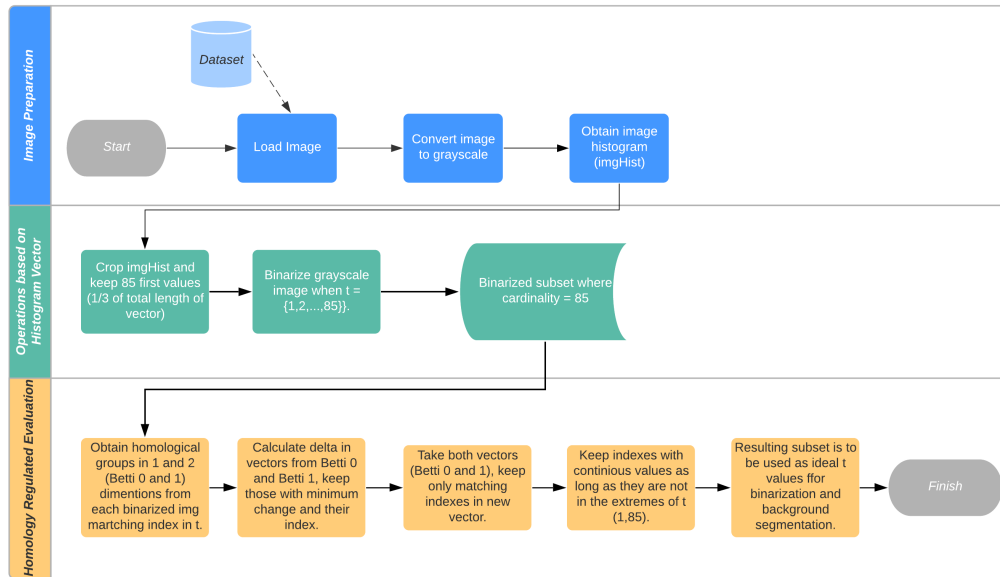 Image Preparation
Dataset
Start
Load Image
Convert image
to grayscale
Obtain image
histogram
(imgHist)
Operations based on
Histogram Vector
Crop imgHist and
keep 85 first values
(1/3 of total length of
vector)
Binarize grayscale
image when t =
{1,2,...,85}}.
Binarized subset where
cardinality = 85
Homology Regulated Evaluation
Obtain homological
groups in 1 and 2
(Betti 0 and 1)
dimentions from
each binarized img
martching index in t.
Calculate delta in
vectors from Betti 0
and Betti 1, keep
those with minimum
change and their
index.
Take both vectors
(Betti 0 and 1), keep
only matching
indexes in new
vector.
Keep indexes with
continious values as
long as they are not
in the extremes of t
(1,85).
Resulting subset is to
be used as ideal t
values ffor
binarization and
background
segmentation.
Finish